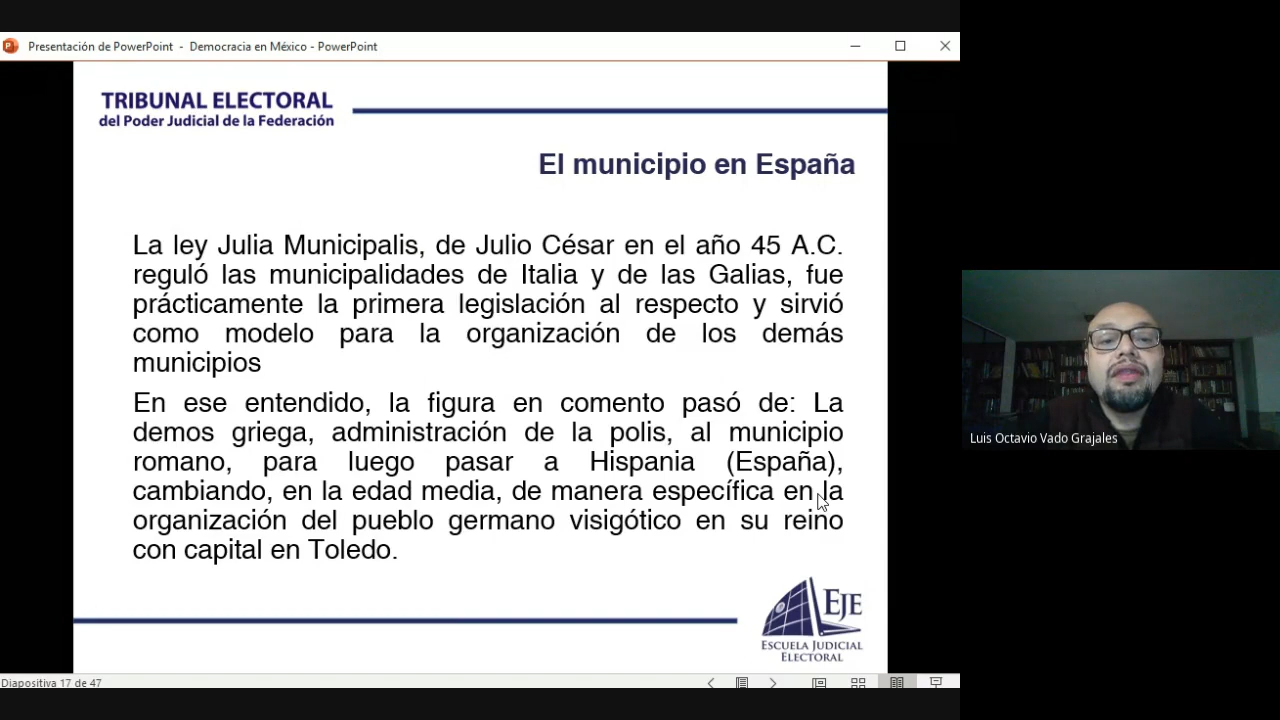 Presentación de PowerPoint - Democracia en México - PowerPoint
TRIBUNAL ELECTORAL
del Poder Judicial de la Federación
El municipio en España
La ley Julia Municipalis, de Julio César en el año 45 A.C.
reguló las municipalidades de Italia y de las Galias, fue
prácticamente la primera legislación al respecto y sirvió
como modelo para la organización de los demás
municipios
En ese entendido, la figura en comento pasó de: La
demos griega, administración de la polis, al municipio
romano, para luego pasar a Hispania (España),
cambiando, en la edad media, de manera específica en la
organización del pueblo germano visigótico en su reino
con capital en Toledo.
EJE
ESCUELA JUDICIAL
ELECTORAL
Diapositiva 17 de 47
Luis Octavio Vado Grajales